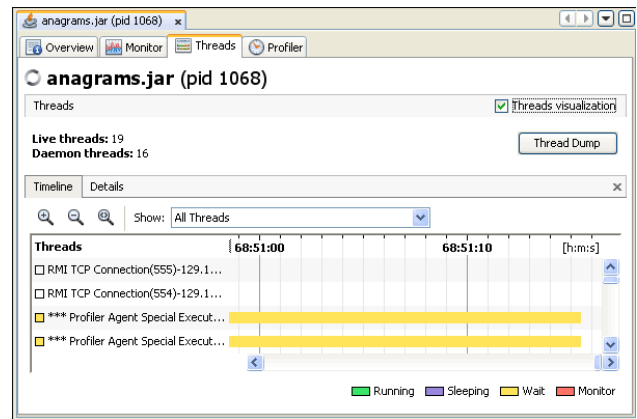 anagrams.jar (pid 1068) x
Overview Monitor Threads Profiler
anagrams.jar (pid 1068)
Threads Threads visualization
Live threads: 19
Daemon threads: 16
Thread Dump
Timeline Details x
Show: All Threads
Threads 68:51:00 68:51:10 [h:m:s]
RMI TCP Connection(555)-129.1...
RMI TCP Connection(554)-129.1...
*** Profiler Agent Special Execut...
*** Profiler Agent Special Execut...
Running Sleeping Wait Monitor